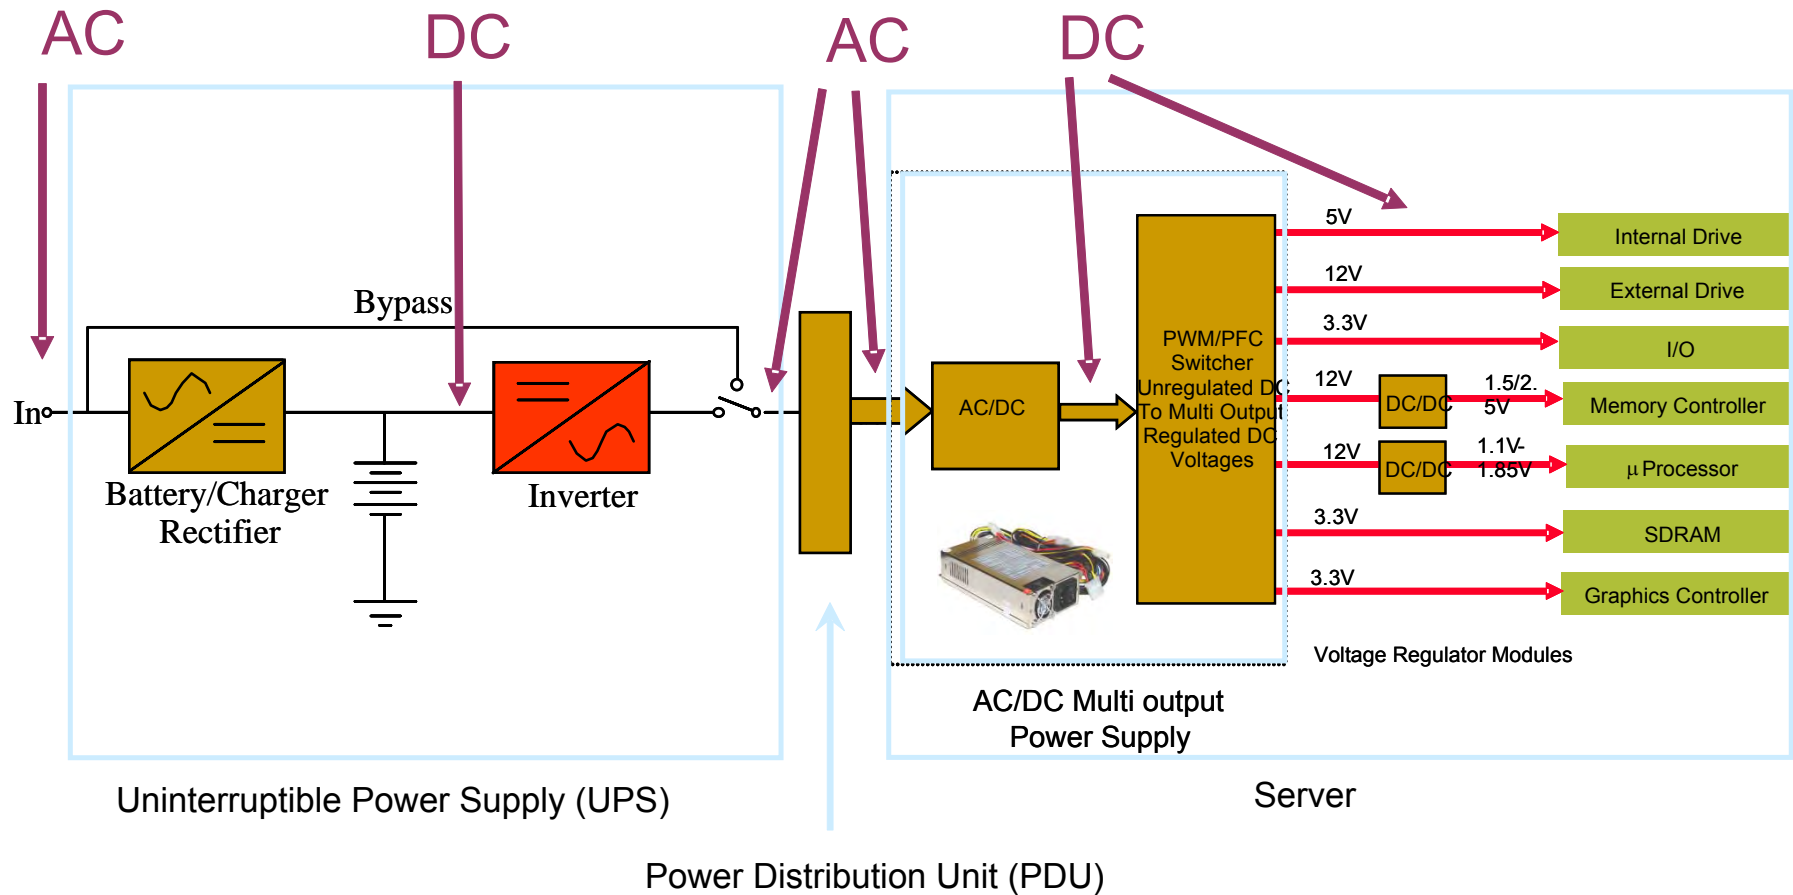 AC
DC
AC
DC
Bypass
In
Battery/Charger
Rectifier
Inverter
AC/DC
PWM/PFC
Switcher
Unregulated DC
To Multi Output
Regulated DC
Voltages
5V
Internal Drive
12V
External Drive
3.3V
I/O
12V
DC/DC
1.5/2.
5V
Memory Controller
12V
DC/DC
1.1V-
1.85V
μ Processor
3.3V
SDRAM
3.3V
Graphics Controller
Voltage Regulator Modules
AC/DC Multi output
Power Supply
Uninterruptible Power Supply (UPS)
Server
Power Distribution Unit (PDU)